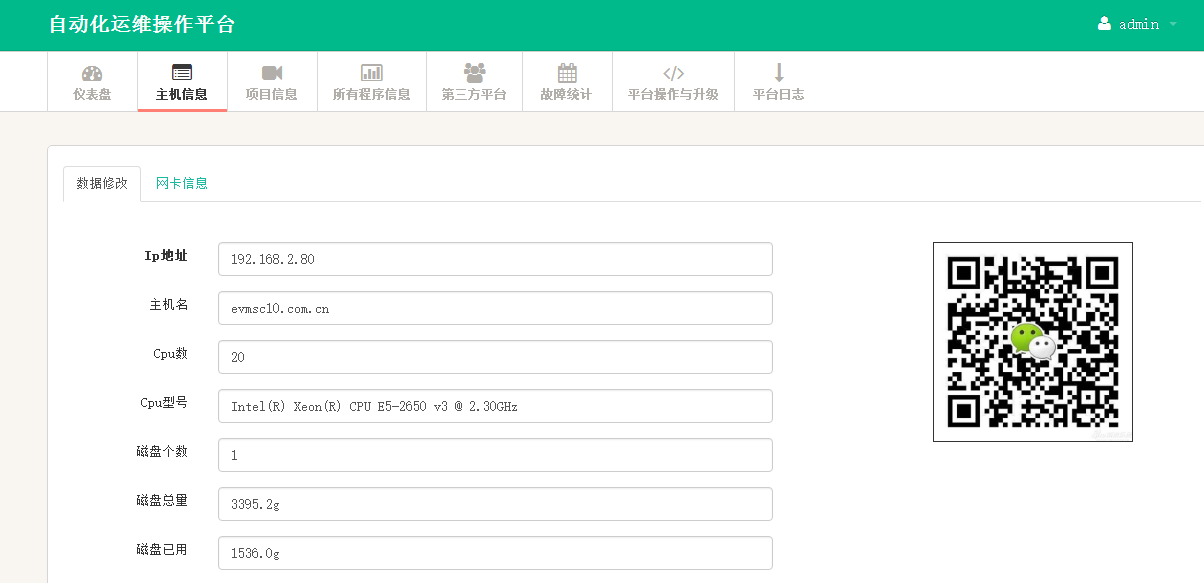 自动化运维操作平台
admin
仪表盘
主机信息
项目信息
所有程序信息
第三方平台
故障统计
平台操作与升级
平台日志
数据修改
网卡信息
Ip地址
192.168.2.80
主机名
evmsc10.com.cn
Cpu数
20
Cpu型号
Intel(R) Xeon(R) CPU E5-2650 v3 @ 2.30GHz
磁盘个数
1
磁盘总量
3395.2g
磁盘已用
1536.0g